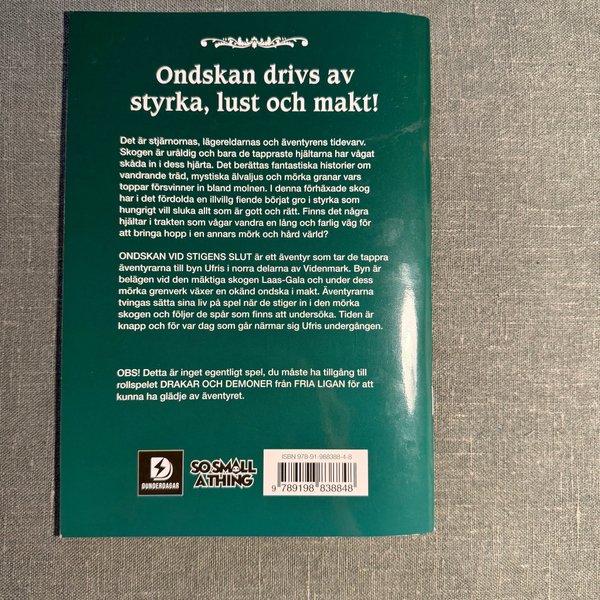 Ondskan drivs av
styrka, lust och makt!
Det är stjärnornas, lägereldarnas och äventyrens tidevarv.
Skogen är uråldig och bara de tappraste hjältarna har vågat
skåda in i dess hjärta. Det berättas fantastiska historier om
vandrande träd, mystiska älvaljus och mörka granar vars
toppar försvinner in bland molnen. I denna förhäxade skog
har i det fördolda en illvillig fiende börjat gro i styrka som
hungrigt vill sluka allt som är gott och rätt. Finns det några
hjältar i trakten som vågar vandra en lång och farlig väg för
att bringa hopp i en annars mörk och hård värld?
ONDSKAN VID STIGENS SLUT är ett äventyr som tar de tappra
äventyrarna till byn Ufris i norra delarna av Videnmark. Byn är
belägen vid den mäktiga skogen Laas-Gala och under dess
mörka grenverk växer en okänd ondska i makt. Äventyrarna
tvingas sätta sina liv på spel när de stiger in i den mörka
skogen och följer de spår som finns att undersöka. Tiden är
knapp och för var dag som går närmar sig Ufris undergången.
OBS! Detta är inget egentligt spel, du måste ha tillgång till
rollspelet DRAKAR OCH DEMONER från FRIA LIGAN för att
kunna ha glädje av äventyret.
DUNDERDAGAR
SO SMALL
A THING
ISBN 978-91-988388-4-8
9 789198 838848